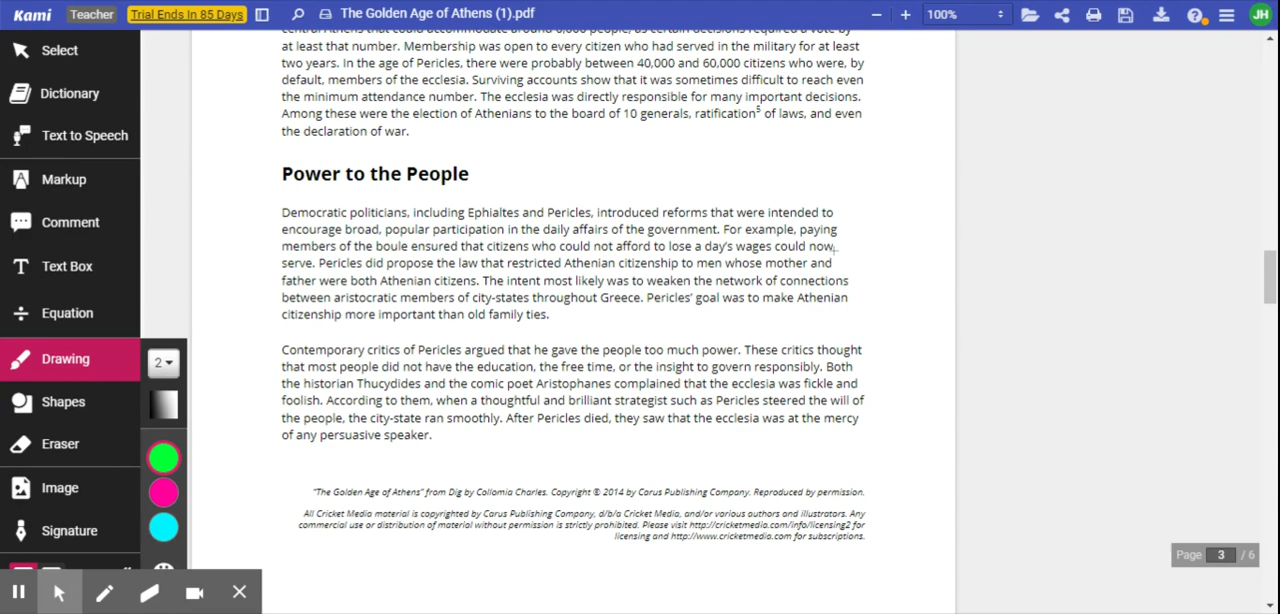 Kami Teacher Trial Ends In 85 Days The Golden Age of Athens (1).pdf 100% JH
Select
Dictionary
Text to Speech
Markup
Comment
Text Box
Equation
Drawing
2
Shapes
Eraser
Image
Signature
central Athens that could accommodate around 6,000 people, as certain decisions required a vote by
at least that number. Membership was open to every citizen who had served in the military for at least
two years. In the age of Pericles, there were probably between 40,000 and 60,000 citizens who were, by
default, members of the ecclesia. Surviving accounts show that it was sometimes difficult to reach even
the minimum attendance number. The ecclesia was directly responsible for many important decisions.
Among these were the election of Athenians to the board of 10 generals, ratification5 of laws, and even
the declaration of war.
Power to the People
Democratic politicians, including Ephialtes and Pericles, introduced reforms that were intended to
encourage broad, popular participation in the daily affairs of the government. For example, paying
members of the boule ensured that citizens who could not afford to lose a day's wages could now
serve. Pericles did propose the law that restricted Athenian citizenship to men whose mother and
father were both Athenian citizens. The intent most likely was to weaken the network of connections
between aristocratic members of city-states throughout Greece. Pericles' goal was to make Athenian
citizenship more important than old family ties.
Contemporary critics of Pericles argued that he gave the people too much power. These critics thought
that most people did not have the education, the free time, or the insight to govern responsibly. Both
the historian Thucydides and the comic poet Aristophanes complained that the ecclesia was fickle and
foolish. According to them, when a thoughtful and brilliant strategist such as Pericles steered the will of
the people, the city-state ran smoothly. After Pericles died, they saw that the ecclesia was at the mercy
of any persuasive speaker.
"The Golden Age of Athens" from Dig by Collomia Charles. Copyright © 2014 by Carus Publishing Company. Reproduced by permission.
All Cricket Media material is copyrighted by Carus Publishing Company, d/b/a Cricket Media, and/or various authors and illustrators. Any
commercial use or distribution of material without permission is strictly prohibited. Please visit http://cricketmedia.com/info/licensing2 for
licensing and http://www.cricketmedia.com for subscriptions.
Page 3 / 6